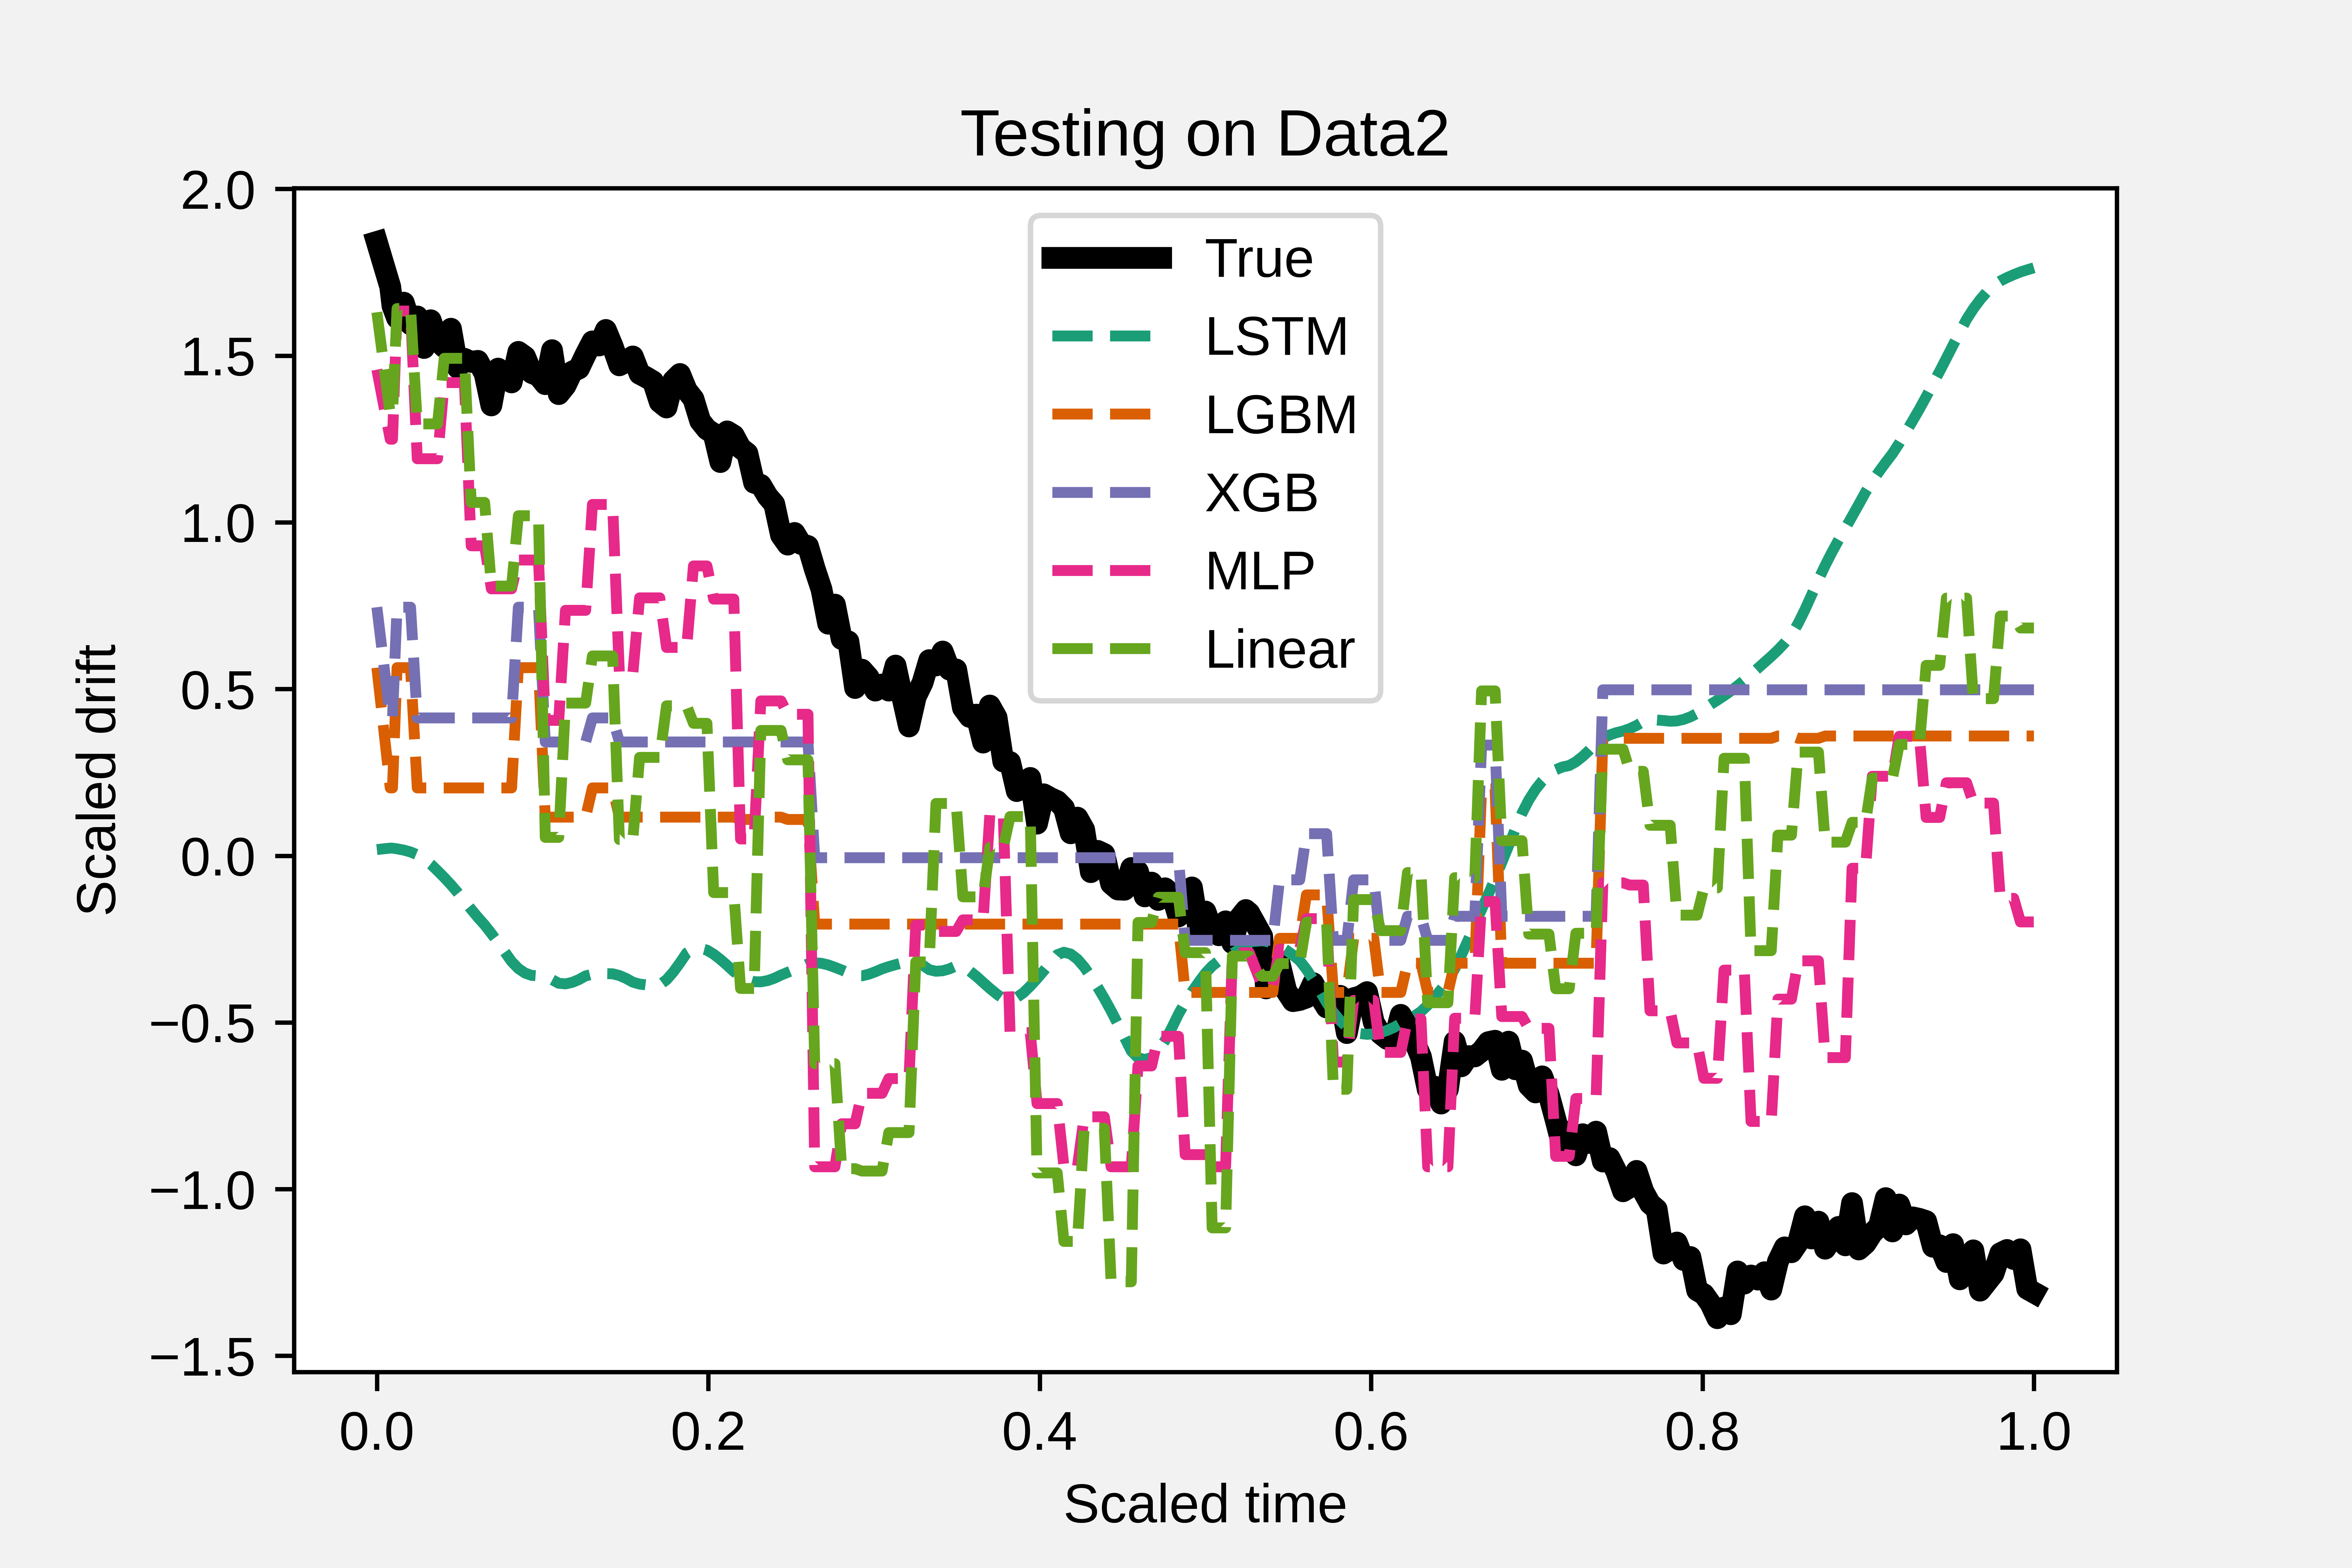 Testing on Data2
2.0
1.5
1.0
0.5
0.0
−0.5
−1.0
−1.5
Scaled drift
True
LSTM
LGBM
XGB
MLP
Linear
0.0 0.2 0.4 0.6 0.8 1.0
Scaled time